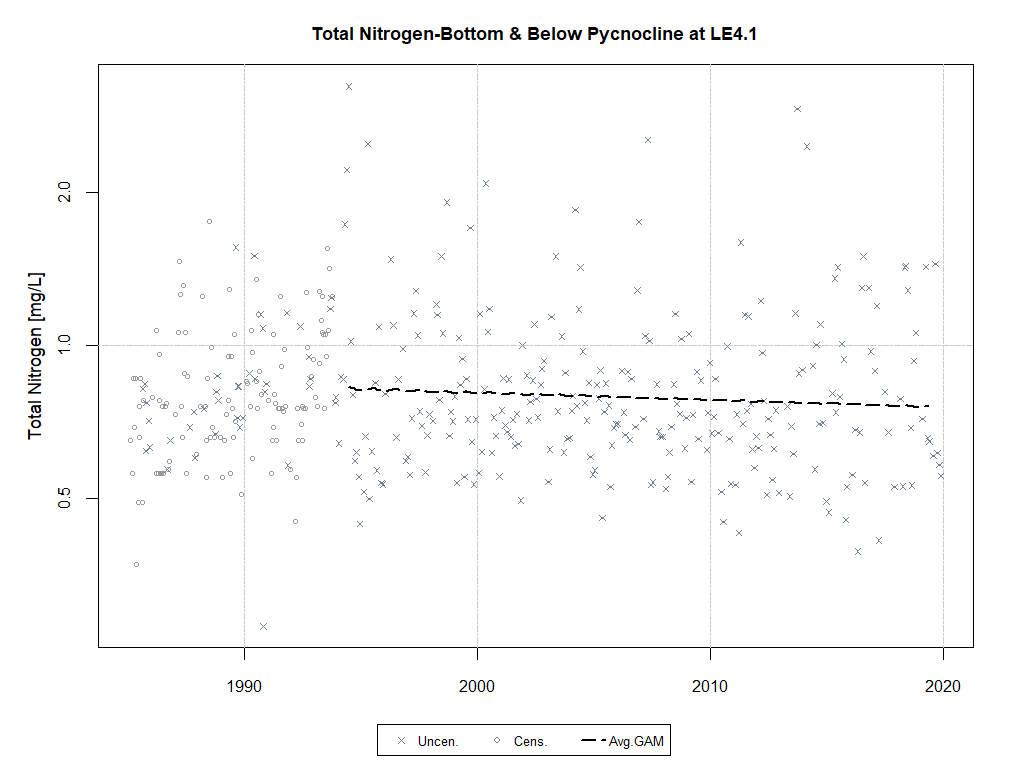 Total Nitrogen-Bottom & Below Pycnocline at LE4.1
Total Nitrogen [mg/L]
2.0
1.0
0.5
1990 2000 2010 2020
Uncen. Cens. Avg.GAM